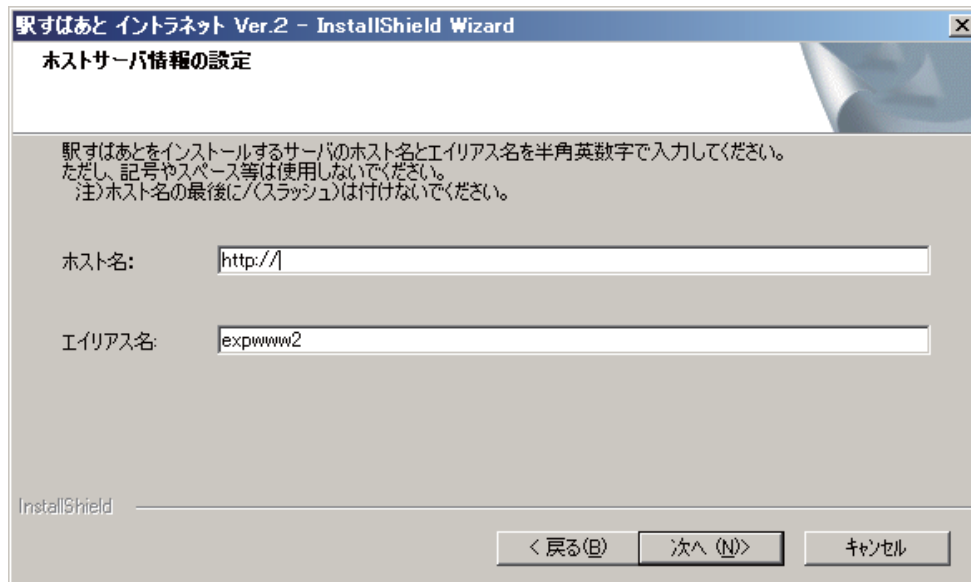 駅すぱあと イントラネット Ver.2 - InstallShield Wizard
ホストサーバ情報の設定
駅すぱあとをインストールするサーバのホスト名とエイリアス名を半角英数字で入力してください。
ただし、記号やスペース等は使用しないでください。
注)ホスト名の最後に/(スラッシュ)は付けないでください。
ホスト名:
http://
エイリアス名:
expwww2
InstallShield
< 戻る(B)
次へ (N)>
キャンセル